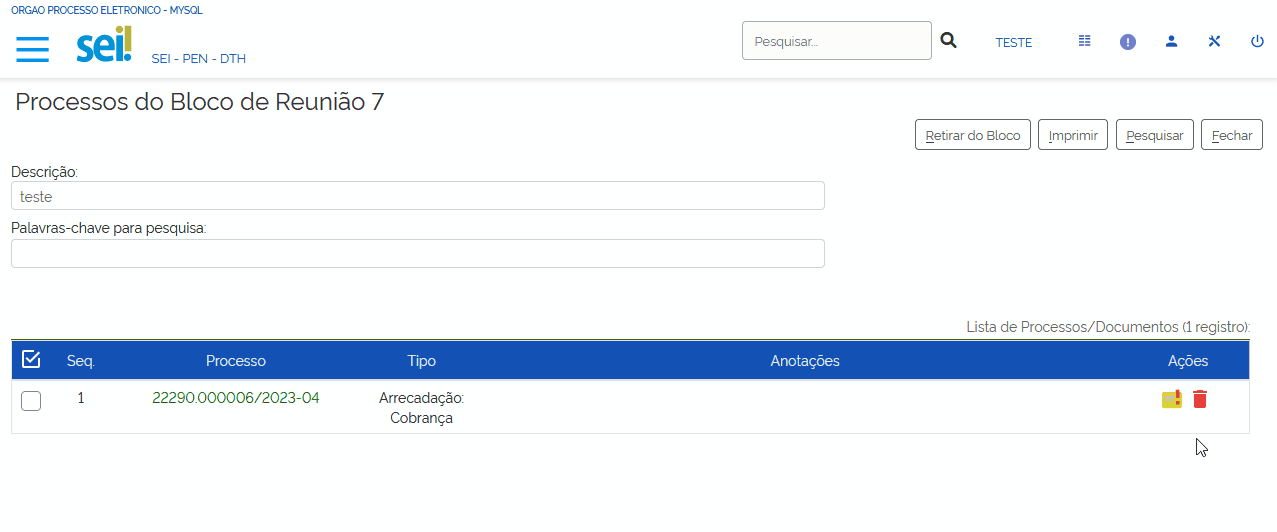 ORGAO PROCESSO ELETRONICO - MYSQL
sei!
SEI - PEN - DTH
Pesquisar...
TESTE
Processos do Bloco de Reunião 7
Retirar do Bloco
Imprimir
Pesquisar
Fechar
Descrição:
teste
Palavras-chave para pesquisa:
Lista de Processos/Documentos (1 registro):
Seq. Processo Tipo Anotações Ações
1 22290.000006/2023-04 Arrecadação:
Cobrança